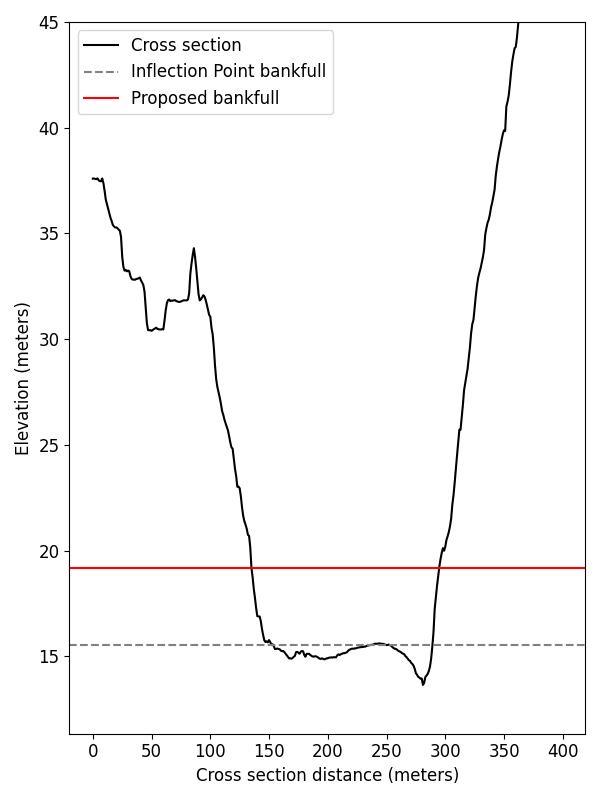 Cross section
Inflection Point bankfull
Proposed bankfull
Elevation (meters)
45
40
35
30
25
20
15
0 50 100 150 200 250 300 350 400
Cross section distance (meters)